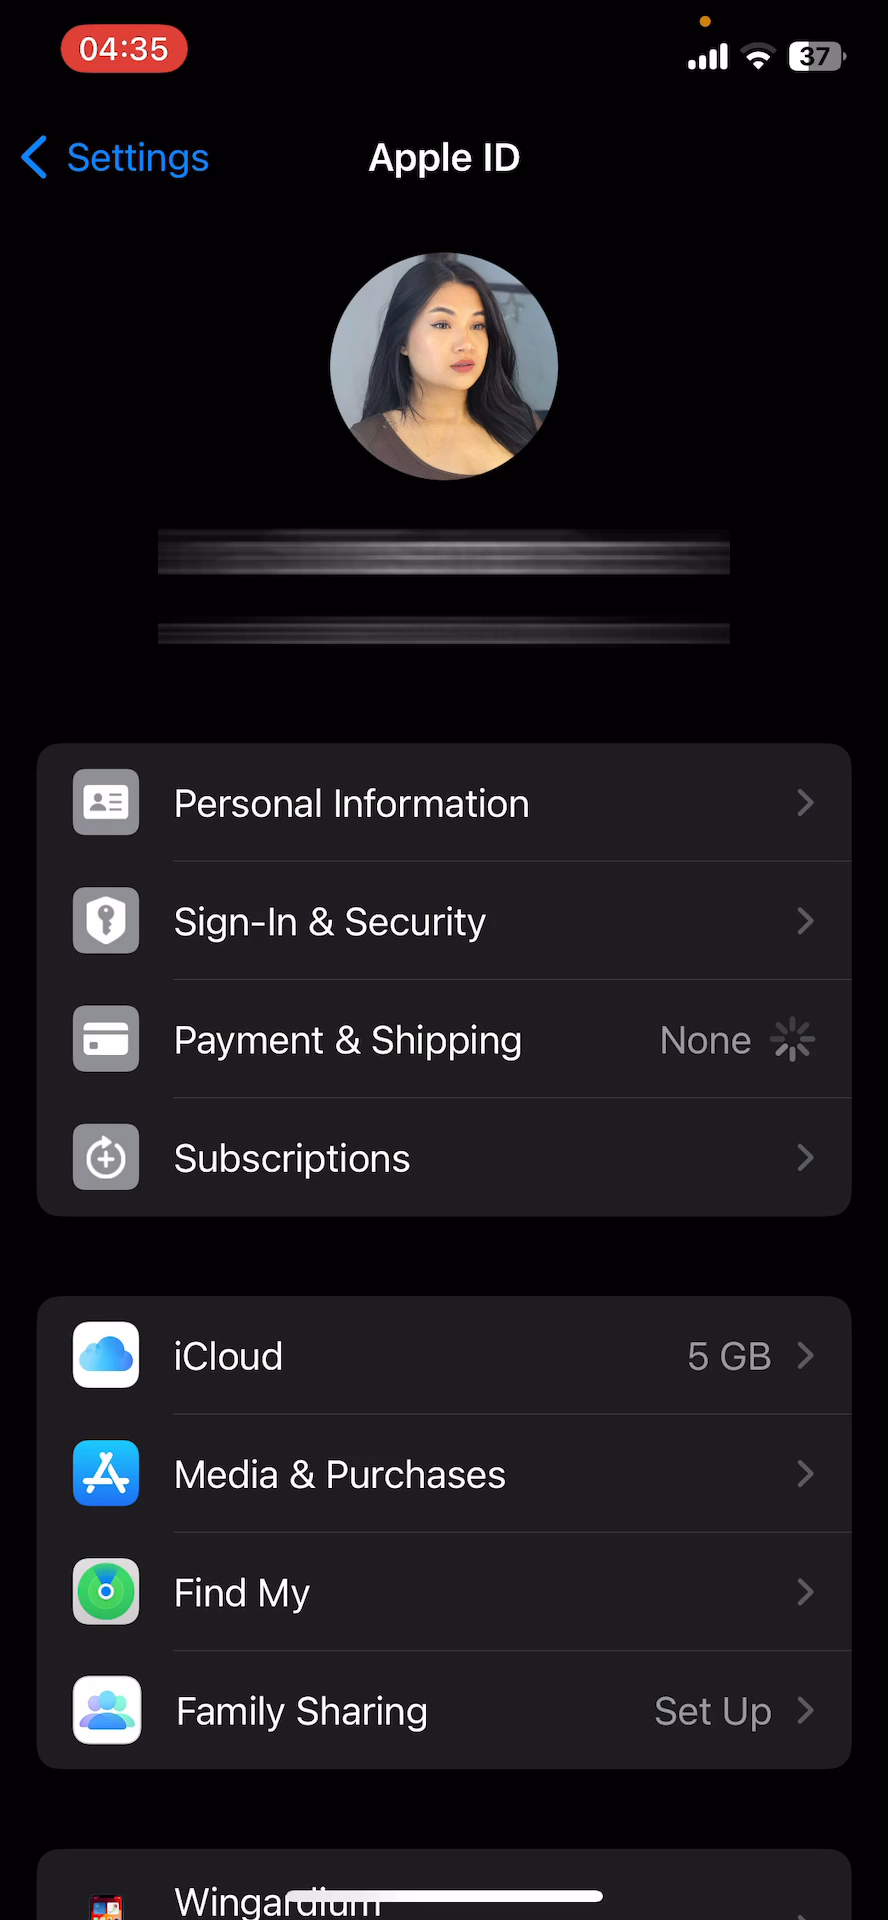 04:35
37
Settings
Apple ID
Personal Information
Sign-In & Security
Payment & Shipping None
Subscriptions
iCloud 5 GB
Media & Purchases
Find My
Family Sharing Set Up
Wingardium